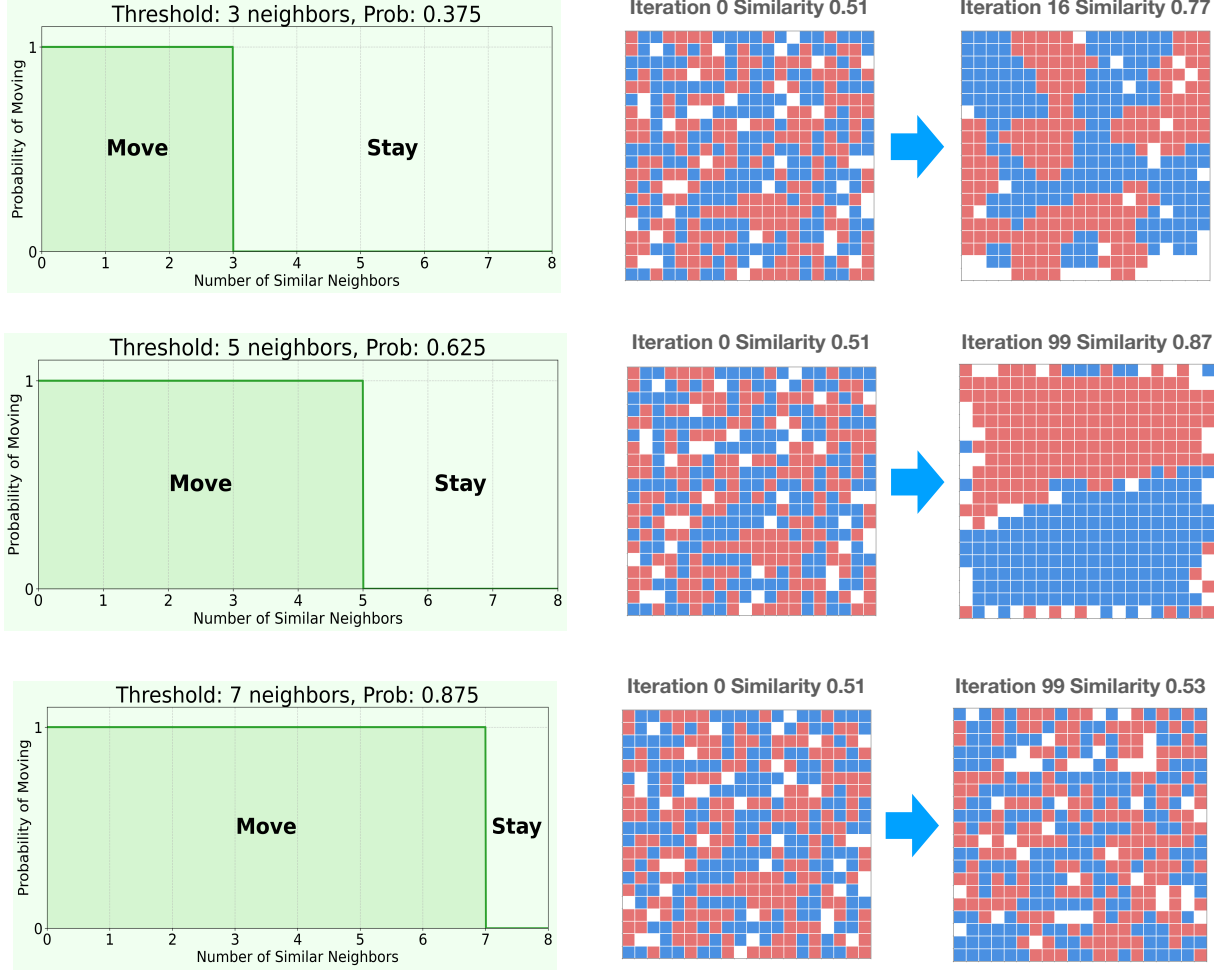 Threshold: 3 neighbors, Prob: 0.375
Probability of Moving
1
0
Move
Stay
0 1 2 3 4 5 6 7 8
Number of Similar Neighbors
Iteration 0 Similarity 0.51
Iteration 16 Similarity 0.77
Threshold: 5 neighbors, Prob: 0.625
Probability of Moving
1
0
Move
Stay
0 1 2 3 4 5 6 7 8
Number of Similar Neighbors
Iteration 0 Similarity 0.51
Iteration 99 Similarity 0.87
Threshold: 7 neighbors, Prob: 0.875
Probability of Moving
1
0
Move
Stay
0 1 2 3 4 5 6 7 8
Number of Similar Neighbors
Iteration 0 Similarity 0.51
Iteration 99 Similarity 0.53